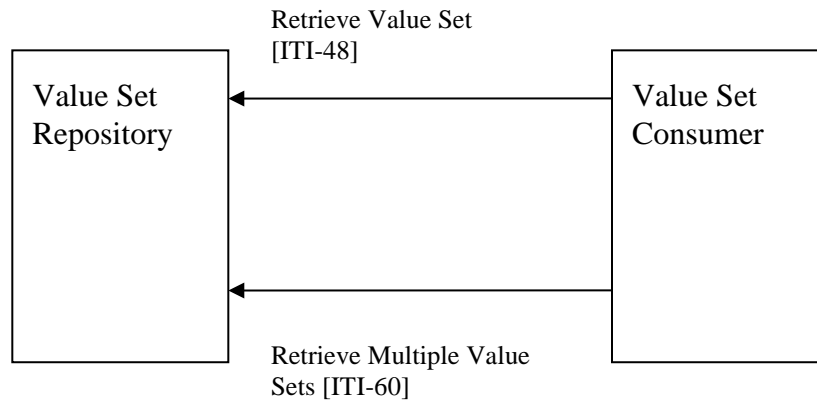 Retrieve Value Set
[ITI-48]
Value Set
Repository
Value Set
Consumer
Retrieve Multiple Value
Sets [ITI-60]